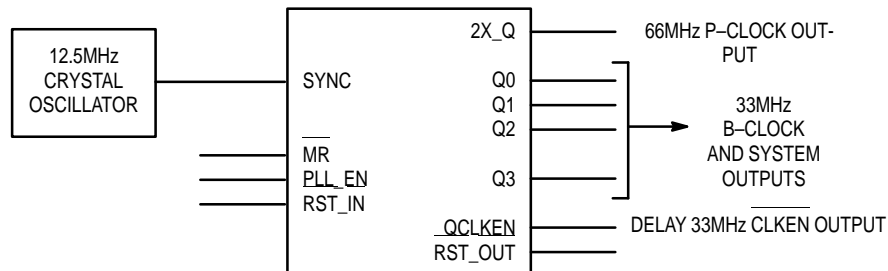 2X_Q
66MHz P–CLOCK OUT-
PUT
12.5MHz
CRYSTAL
OSCILLATOR
SYNC
Q0
Q1
Q2
33MHz
B–CLOCK
AND SYSTEM
OUTPUTS
MR
PLL_EN
RST_IN
Q3
QCLKEN
RST_OUT
DELAY 33MHz CLKEN OUTPUT